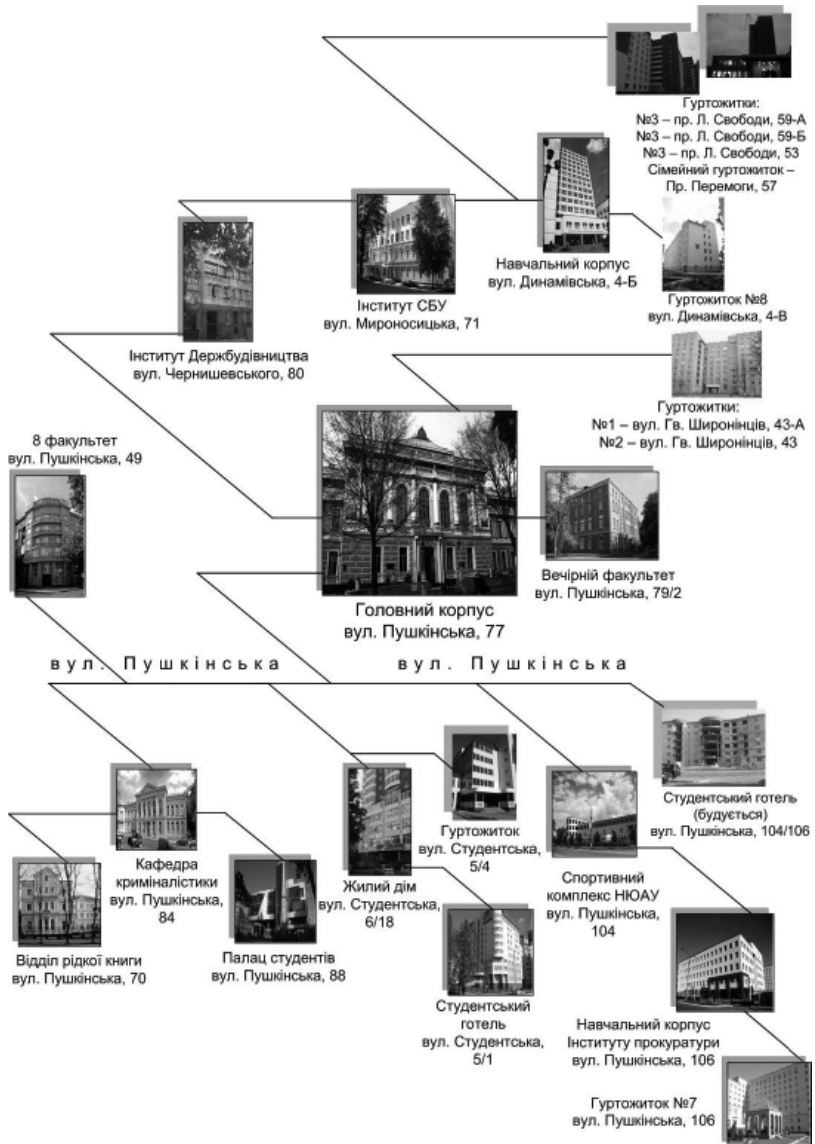 Гуртожитки:
№3 – пр. Л. Свободи, 59-А
№3 – пр. Л. Свободи, 59-Б
№3 – пр. Л. Свободи, 53
Сімейний гуртожиток –
Пр. Перемоги, 57
Навчальний корпус
вул. Динамівська, 4-Б
Гуртожиток №8
вул. Динамівська, 4-В
Інститут СБУ
вул. Мироносицька, 71
Інститут Держбудівництва
вул. Чернишевського, 80
Гуртожитки:
№1 – вул. Гв. Широнінців, 43-А
№2 – вул. Гв. Широнінців, 43
8 факультет
вул. Пушкінська, 49
Вечірній факультет
вул. Пушкінська, 79/2
Головний корпус
вул. Пушкінська, 77
вул. Пушкінська
вул. Пушкінська
Студентський готель
(будується)
вул. Пушкінська, 104/106
Гуртожиток
вул. Студентська,
5/4
Кафедра
криміналістики
вул. Пушкінська,
84
Жилий дім
вул. Студентська,
6/18
Спортивний
комплекс НЮАУ
вул. Пушкінська,
104
Відділ рідкої книги
вул. Пушкінська, 70
Палац студентів
вул. Пушкінська, 88
Студентський
готель
вул. Студентська,
5/1
Навчальний корпус
Інституту прокуратури
вул. Пушкінська, 106
Гуртожиток №7
вул. Пушкінська, 106